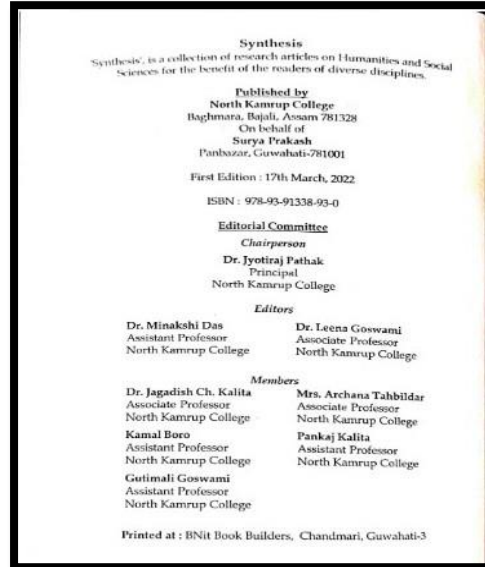 Synthesis
'Synthesis', is a collection of research articles on Humanities and Social
Sciences for the benefit of the readers of diverse disciplines.
Published by
North Kamrup College
Baghmara, Bajali, Assam 781328
On behalf of
Surya Prakash
Panbazar, Guwahati-781001
First Edition : 17th March, 2022
ISBN : 978-93-91338-93-0
Editorial Committee
Chairperson
Dr. Jyotiraj Pathak
Principal
North Kamrup College
Editors
Dr. Minakshi Das
Assistant Professor
North Kamrup College
Dr. Leena Goswami
Associate Professor
North Kamrup College
Members
Dr. Jagadish Ch. Kalita
Associate Professor
North Kamrup College
Mrs. Archana Tahbildar
Associate Professor
North Kamrup College
Kamal Boro
Assistant Professor
North Kamrup College
Pankaj Kalita
Assistant Professor
North Kamrup College
Gutimali Goswami
Assistant Professor
North Kamrup College
Printed at : BNit Book Builders, Chandmari, Guwahati-3